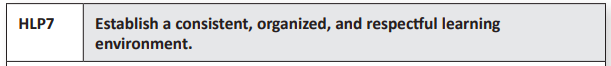 HLP7 Establish a consistent, organized, and respectful learning
environment.